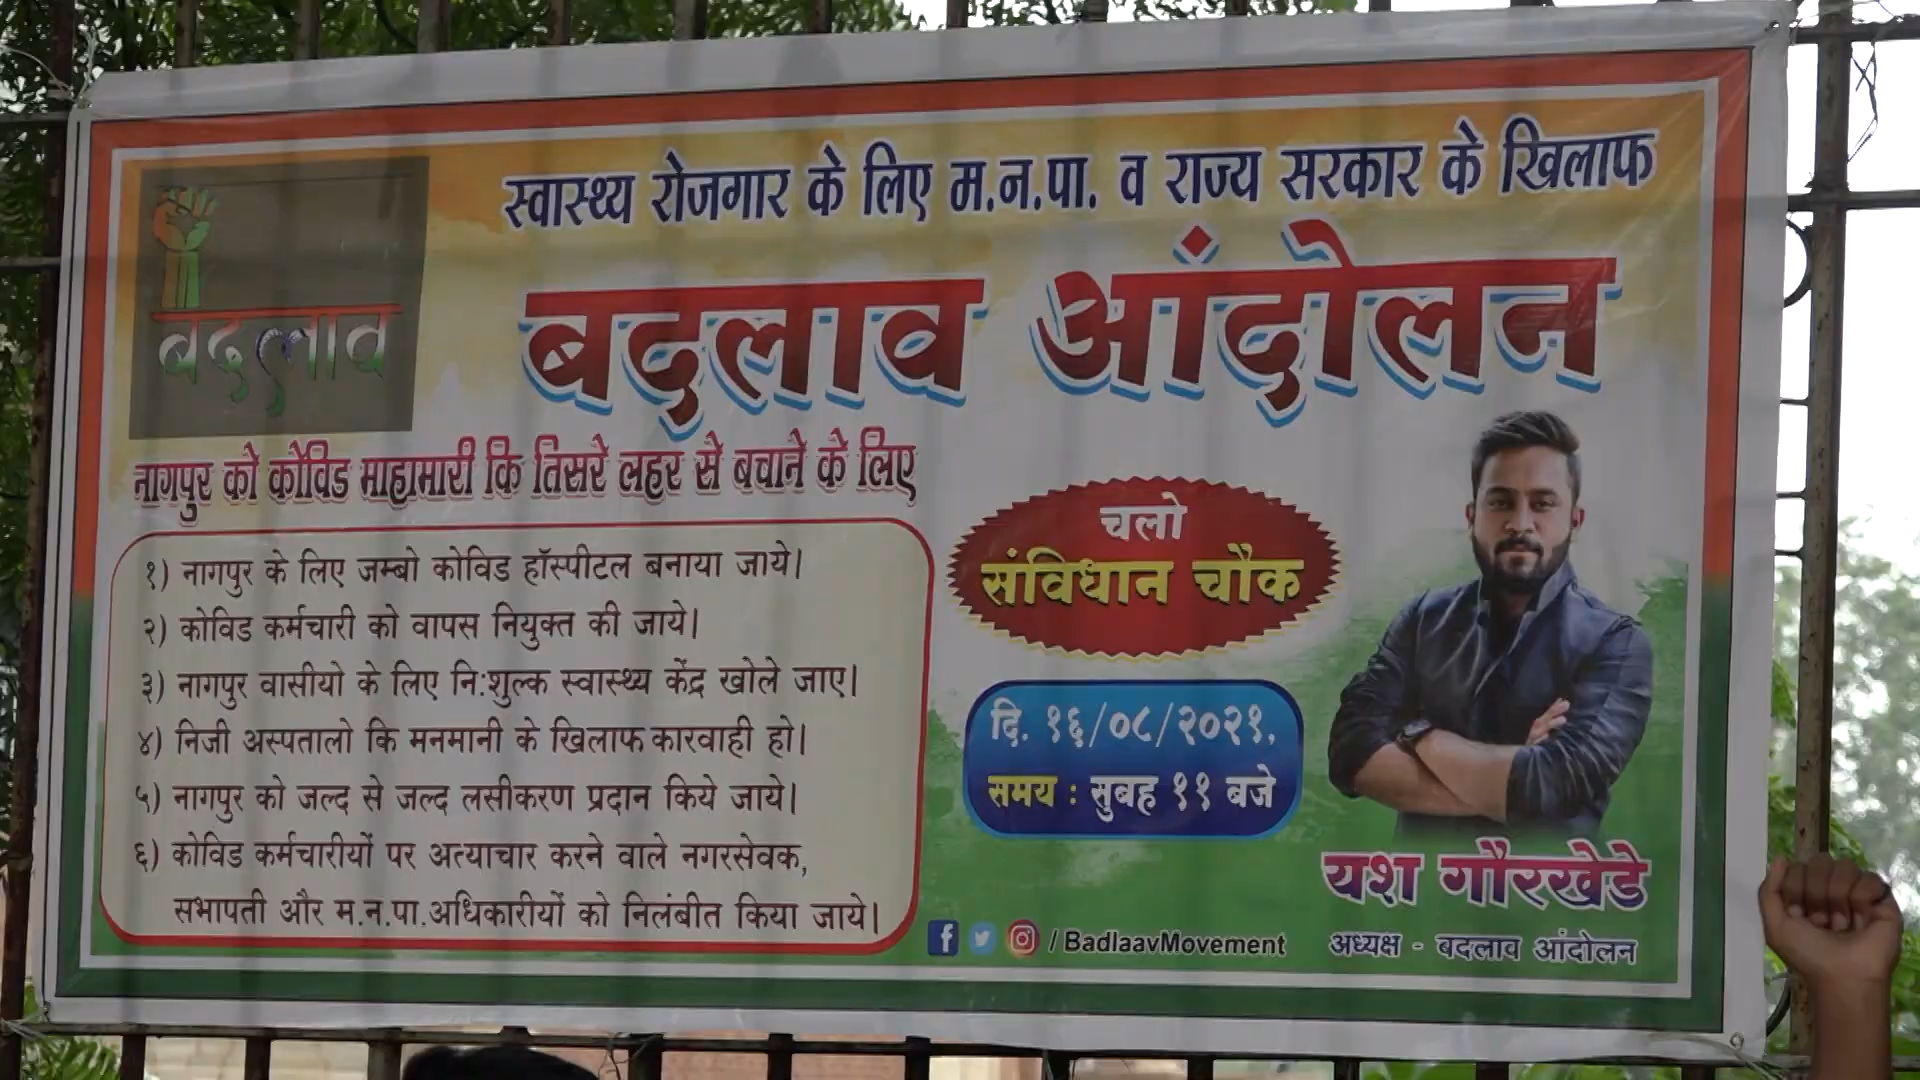 स्वास्थ्य रोजगार के लिए म.न.पा. व राज्य सरकार के खिलाफ
बदलाव
बदलाव आंदोलन
नागपुर को कोविड माहामारी कि तिसरे लहर से बचाने के लिए
१) नागपुर के लिए जम्बो कोविड हॉस्पीटल बनाया जाये।
२) कोविड कर्मचारी को वापस नियुक्त की जाये।
३) नागपुर वासीयो के लिए नि:शुल्क स्वास्थ्य केंद्र खोले जाए।
४) निजी अस्पतालो कि मनमानी के खिलाफ कारवाही हो।
५) नागपुर को जल्द से जल्द लसीकरण प्रदान किये जाये।
६) कोविड कर्मचारीयों पर अत्याचार करने वाले नगरसेवक,
सभापती और म.न.पा.अधिकारीयों को निलंबीत किया जाये।
चलो
संविधान चौक
दि. १६/०८/२०२१,
समय : सुबह ११ बजे
/ BadlaavMovement
यश गौरखेडे
अध्यक्ष - बदलाव आंदोलन